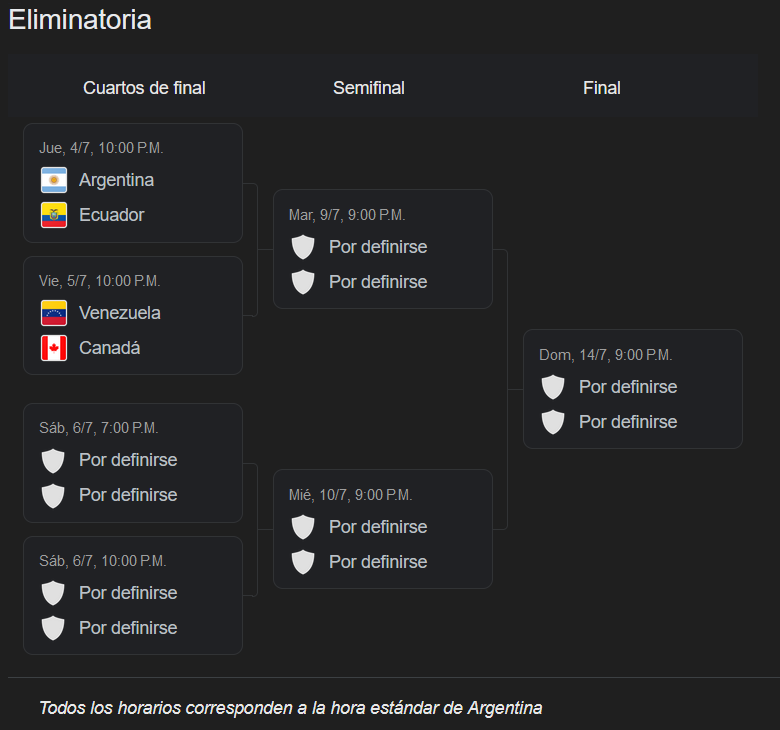 Eliminatoria
Cuartos de final
Semifinal
Final
Jue, 4/7, 10:00 P.M.
Argentina
Ecuador
Vie, 5/7, 10:00 P.M.
Venezuela
Canadá
Sáb, 6/7, 7:00 P.M.
Por definirse
Por definirse
Sáb, 6/7, 10:00 P.M.
Por definirse
Por definirse
Mar, 9/7, 9:00 P.M.
Por definirse
Por definirse
Mié, 10/7, 9:00 P.M.
Por definirse
Por definirse
Dom, 14/7, 9:00 P.M.
Por definirse
Por definirse
Todos los horarios corresponden a la hora estándar de Argentina